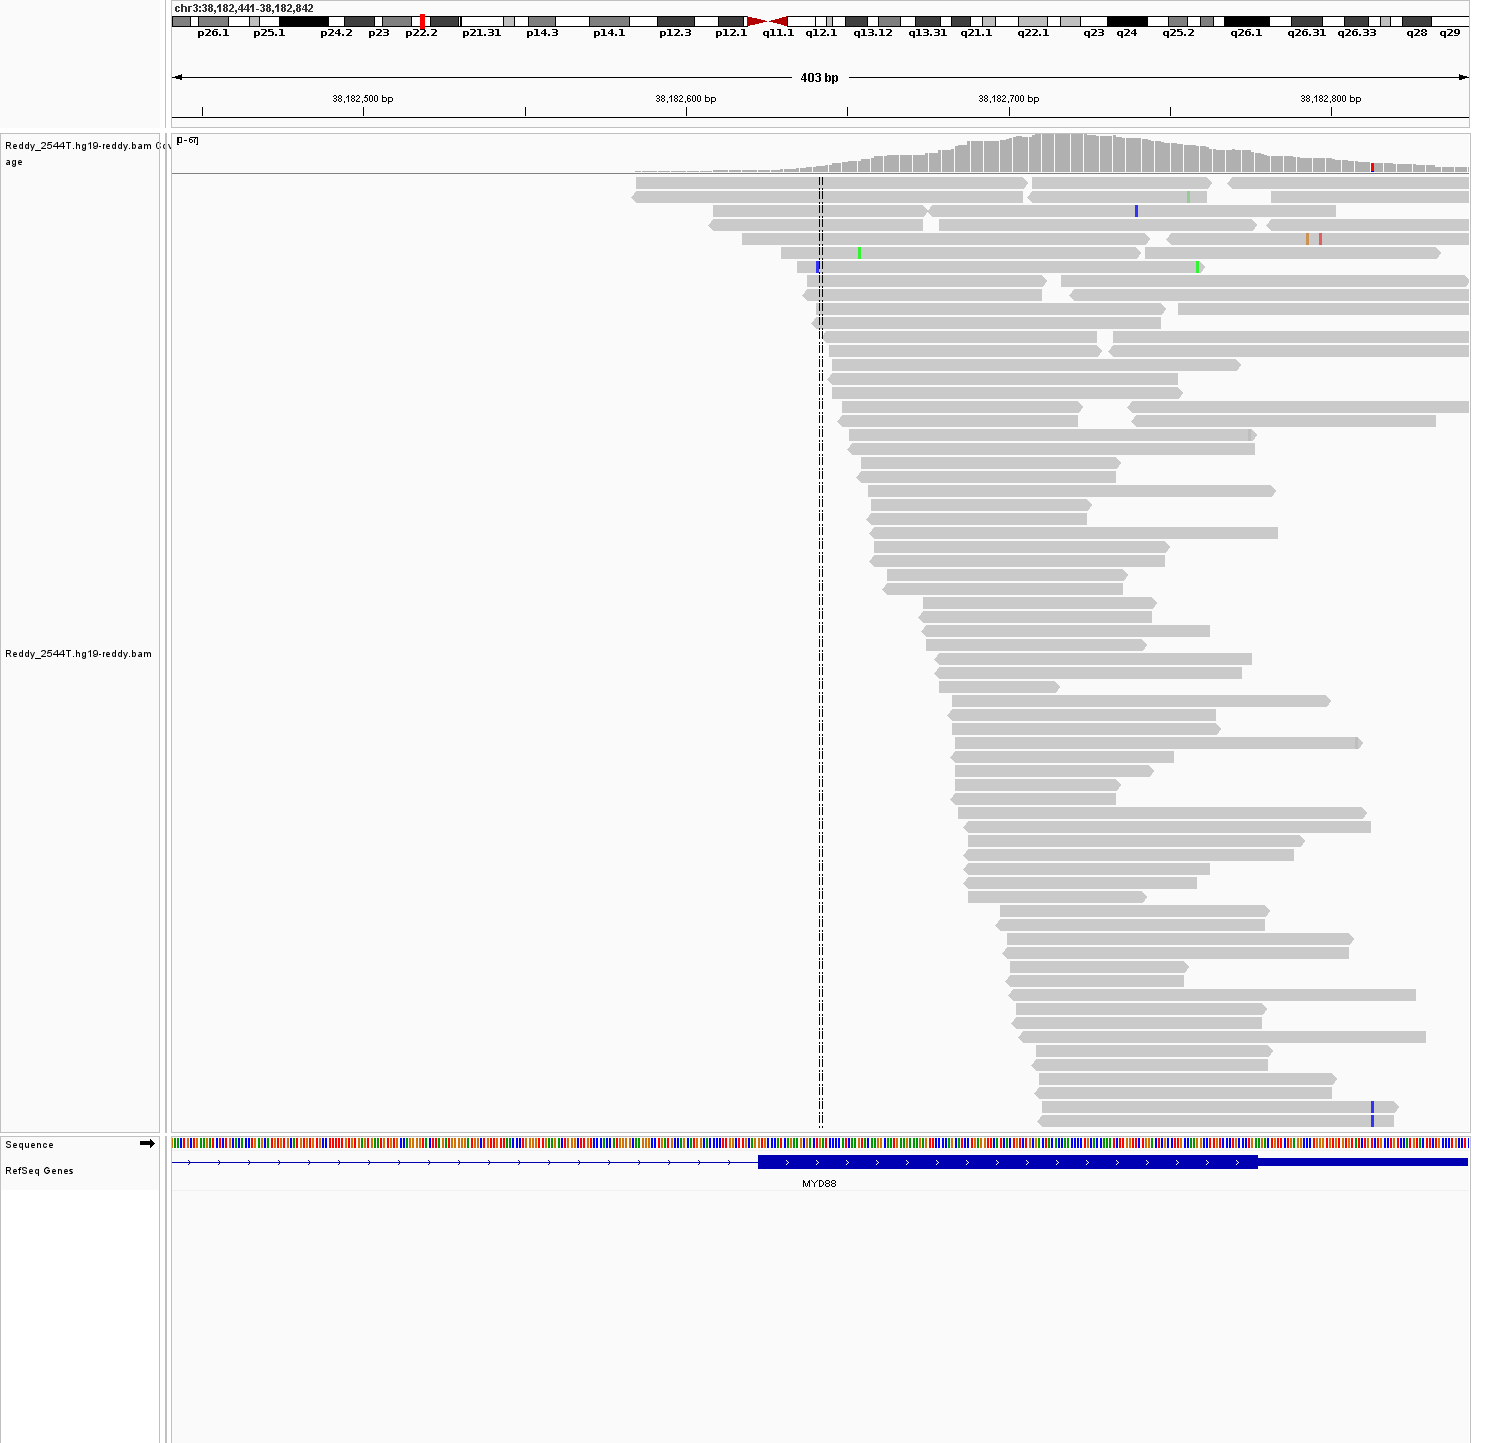 chr3:38,182,441-38,182,842
p26.1 p25.1 p24.2 p23 p22.2 p21.31 p14.3 p14.1 p12.3 p12.1 q11.1 q12.1 q13.12 q13.31 q21.1 q22.1 q23 q24 q25.2 q26.1 q26.31 q26.33 q28 q29
403 bp
38,182,500 bp 38,182,600 bp 38,182,700 bp 38,182,800 bp
Reddy_2544T.hg19-reddy.bam Cov
age
[0 - 67]
Reddy_2544T.hg19-reddy.bam
Sequence
RefSeq Genes
MYD88